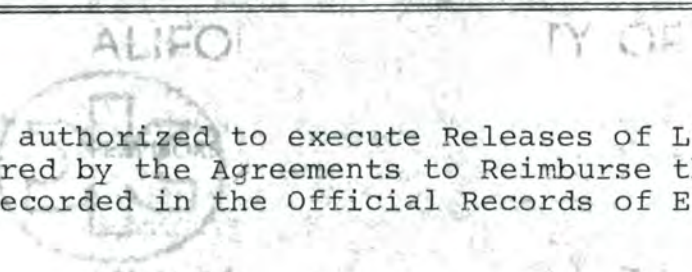 ALIFO TY OF
authorized to execute Releases of L
red by the Agreements to Reimburse t
ecorded in the Official Records of E